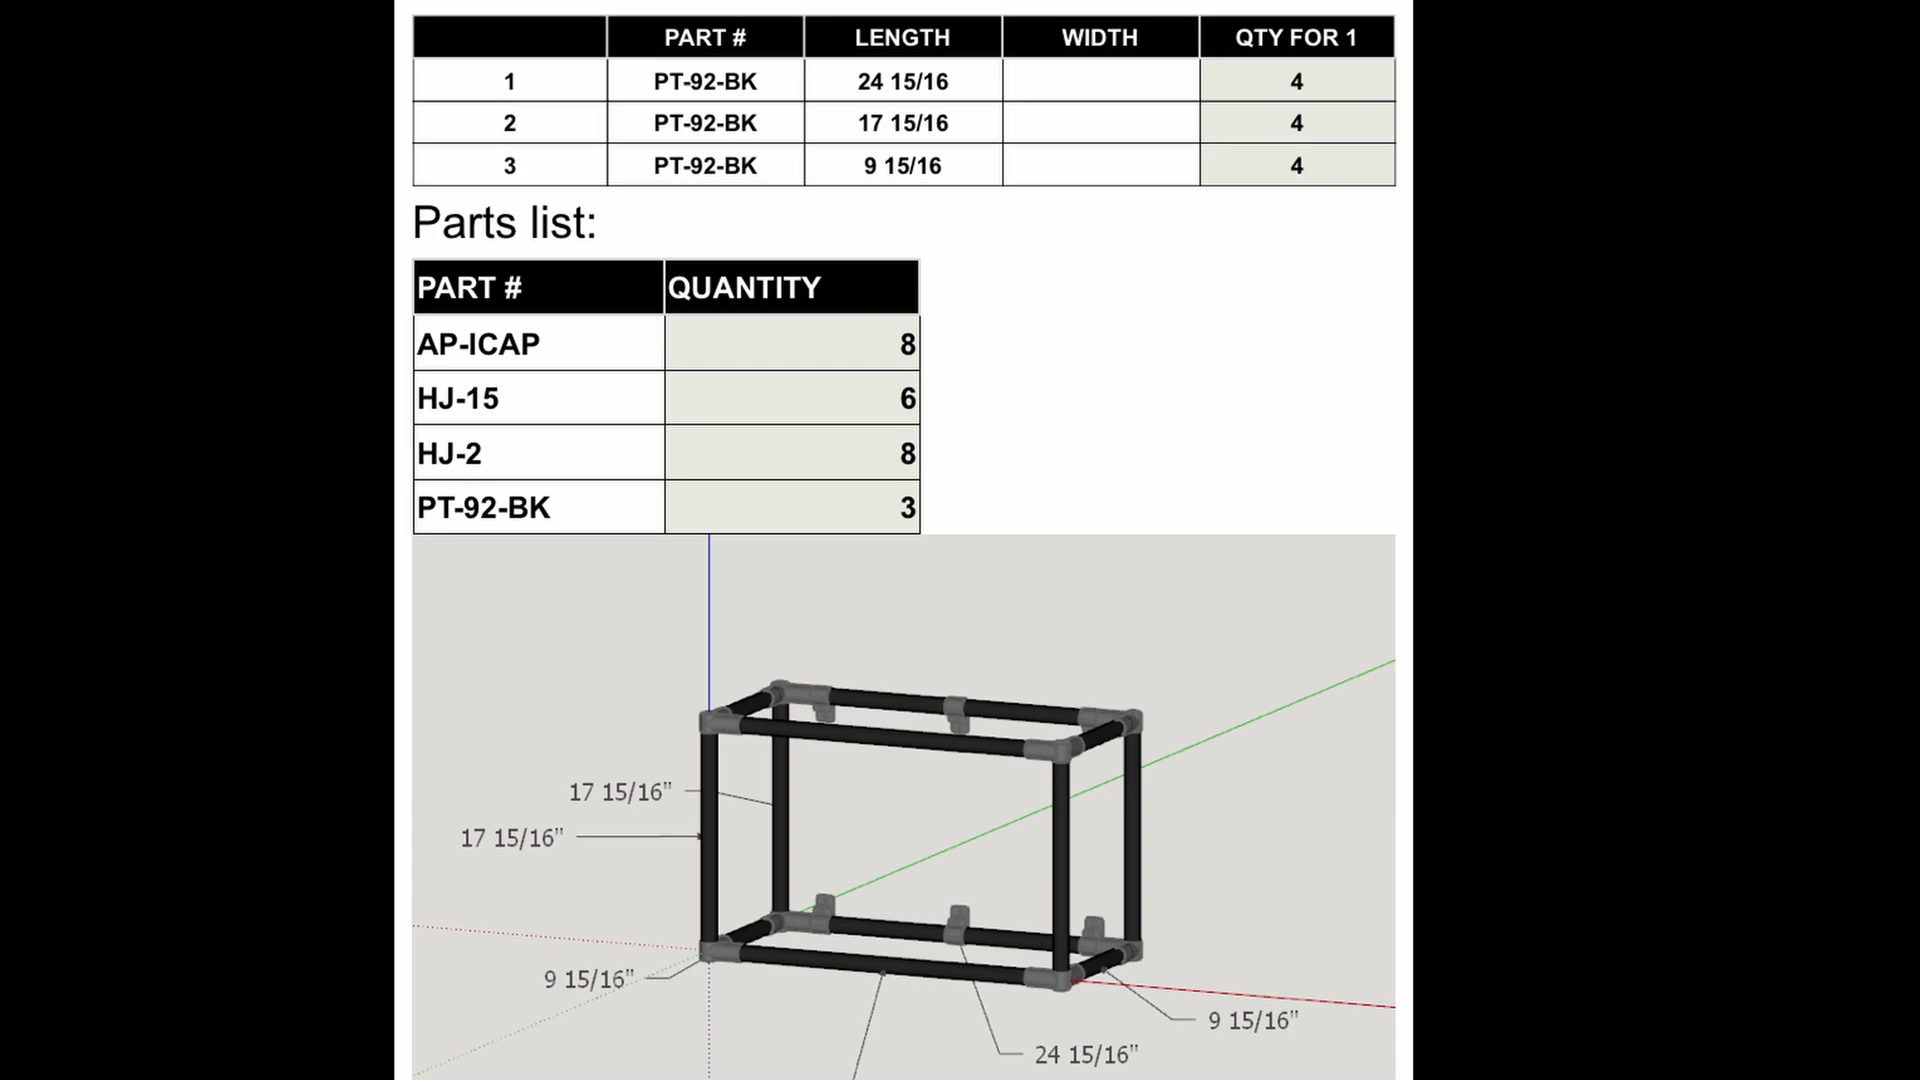 PART # LENGTH WIDTH QTY FOR 1
1 PT-92-BK 24 15/16 4
2 PT-92-BK 17 15/16 4
3 PT-92-BK 9 15/16 4
Parts list:
PART # QUANTITY
AP-ICAP 8
HJ-15 6
HJ-2 8
PT-92-BK 3
17 15/16"
17 15/16"
9 15/16"
9 15/16"
24 15/16"